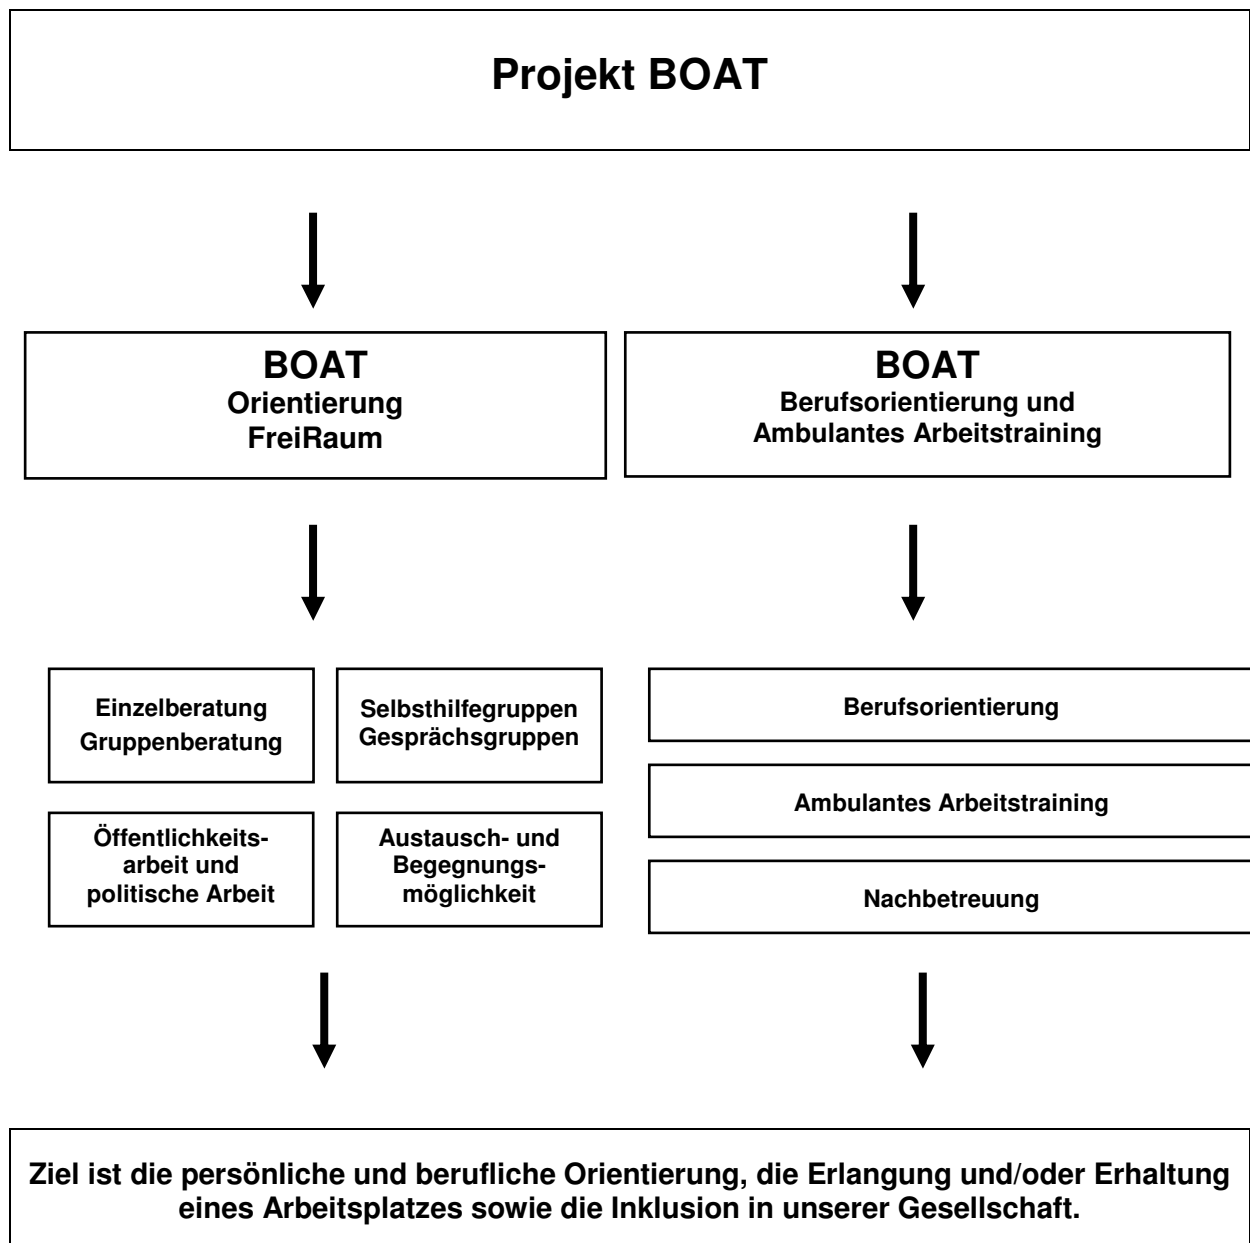 Projekt BOAT
BOAT
Orientierung
FreiRaum
BOAT
Berufsorientierung und
Ambulantes Arbeitstraining
Einzelberatung
Gruppenberatung
Selbsthilfegruppen
Gesprächsgruppen
Öffentlichkeits-
arbeit und
politische Arbeit
Austausch- und
Begegnungs-
möglichkeit
Berufsorientierung
Ambulantes Arbeitstraining
Nachbetreuung
Ziel ist die persönliche und berufliche Orientierung, die Erlangung und/oder Erhaltung
eines Arbeitsplatzes sowie die Inklusion in unserer Gesellschaft.